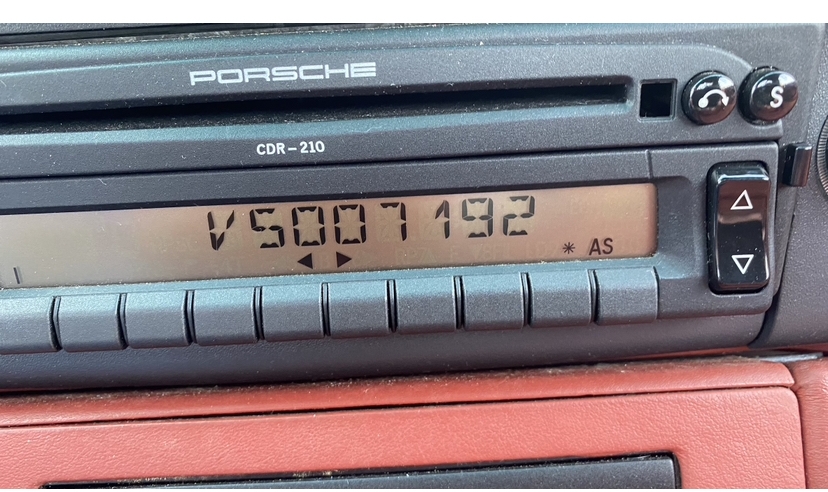 PORSCHE
S
CDR-210
V5007192
* AS